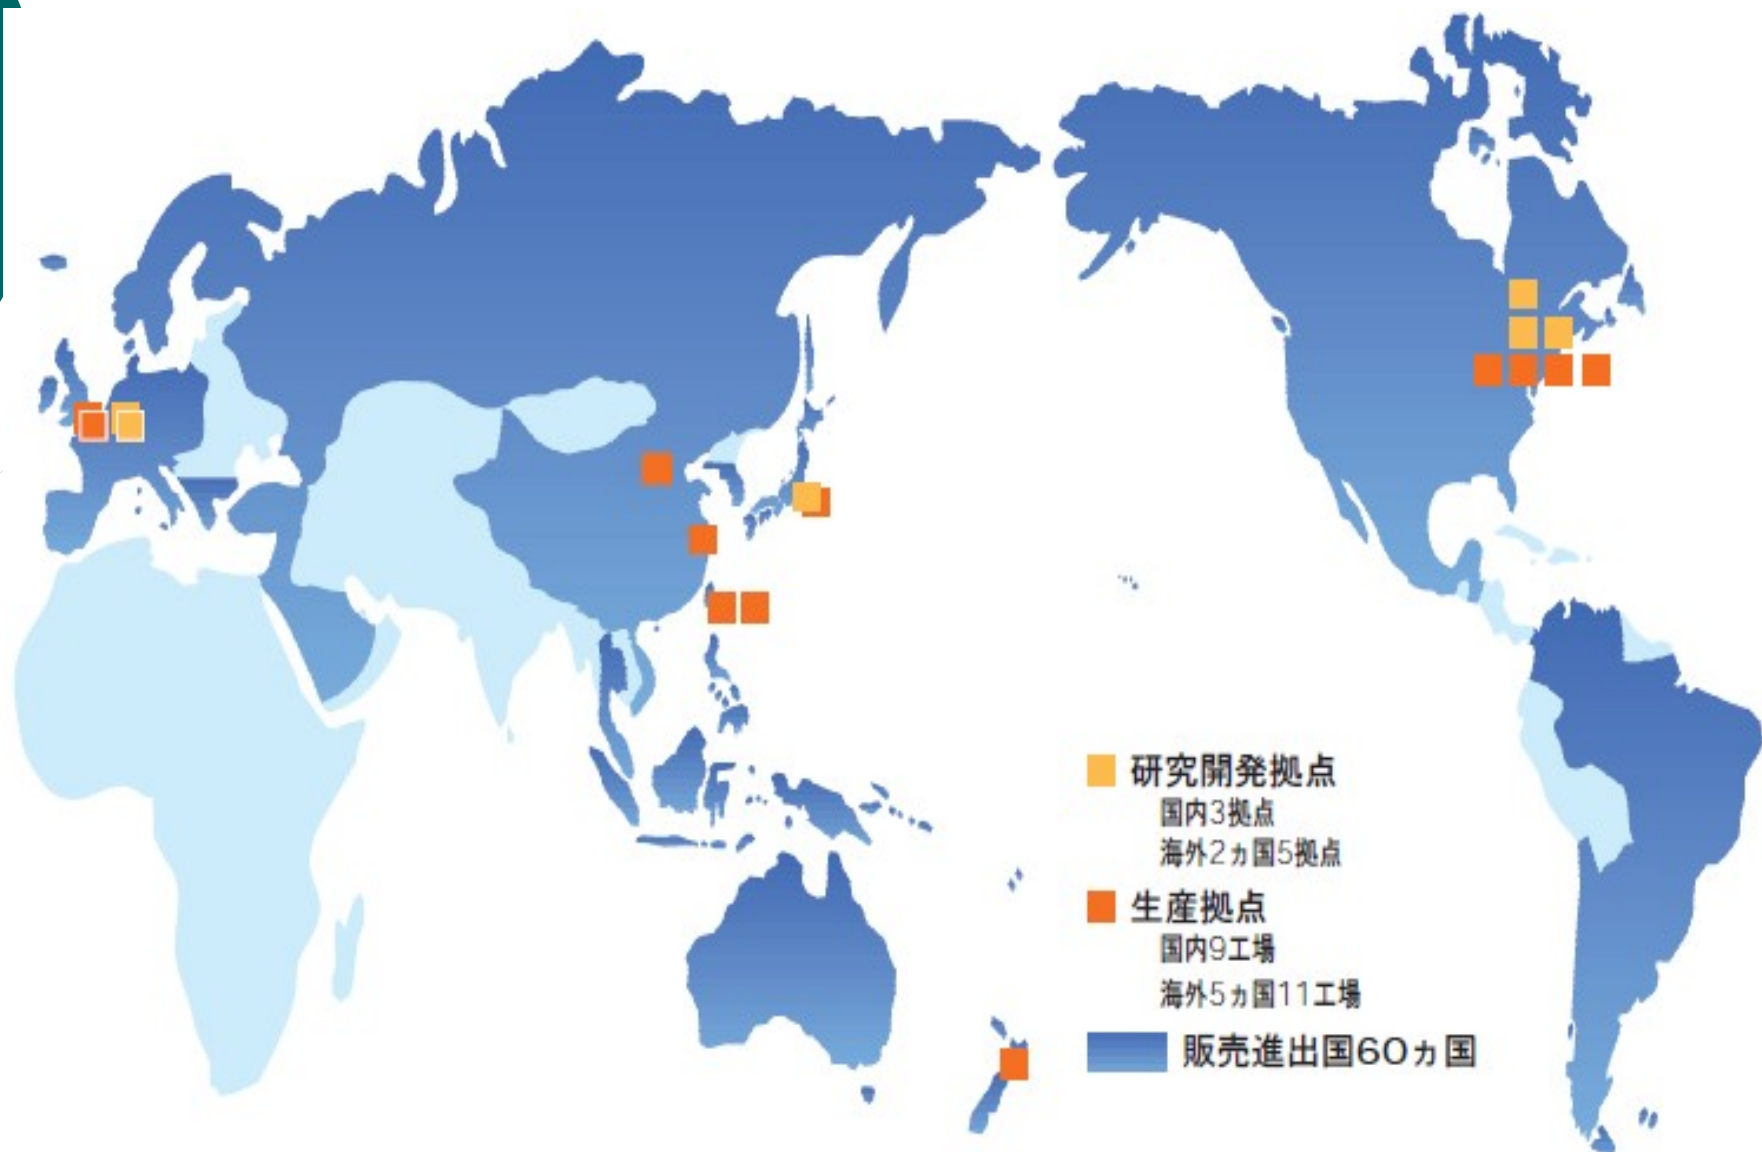 研究開発拠点
国内3拠点
海外2ヵ国5拠点
生産拠点
国内9工場
海外5ヵ国11工場
販売進出国60ヵ国